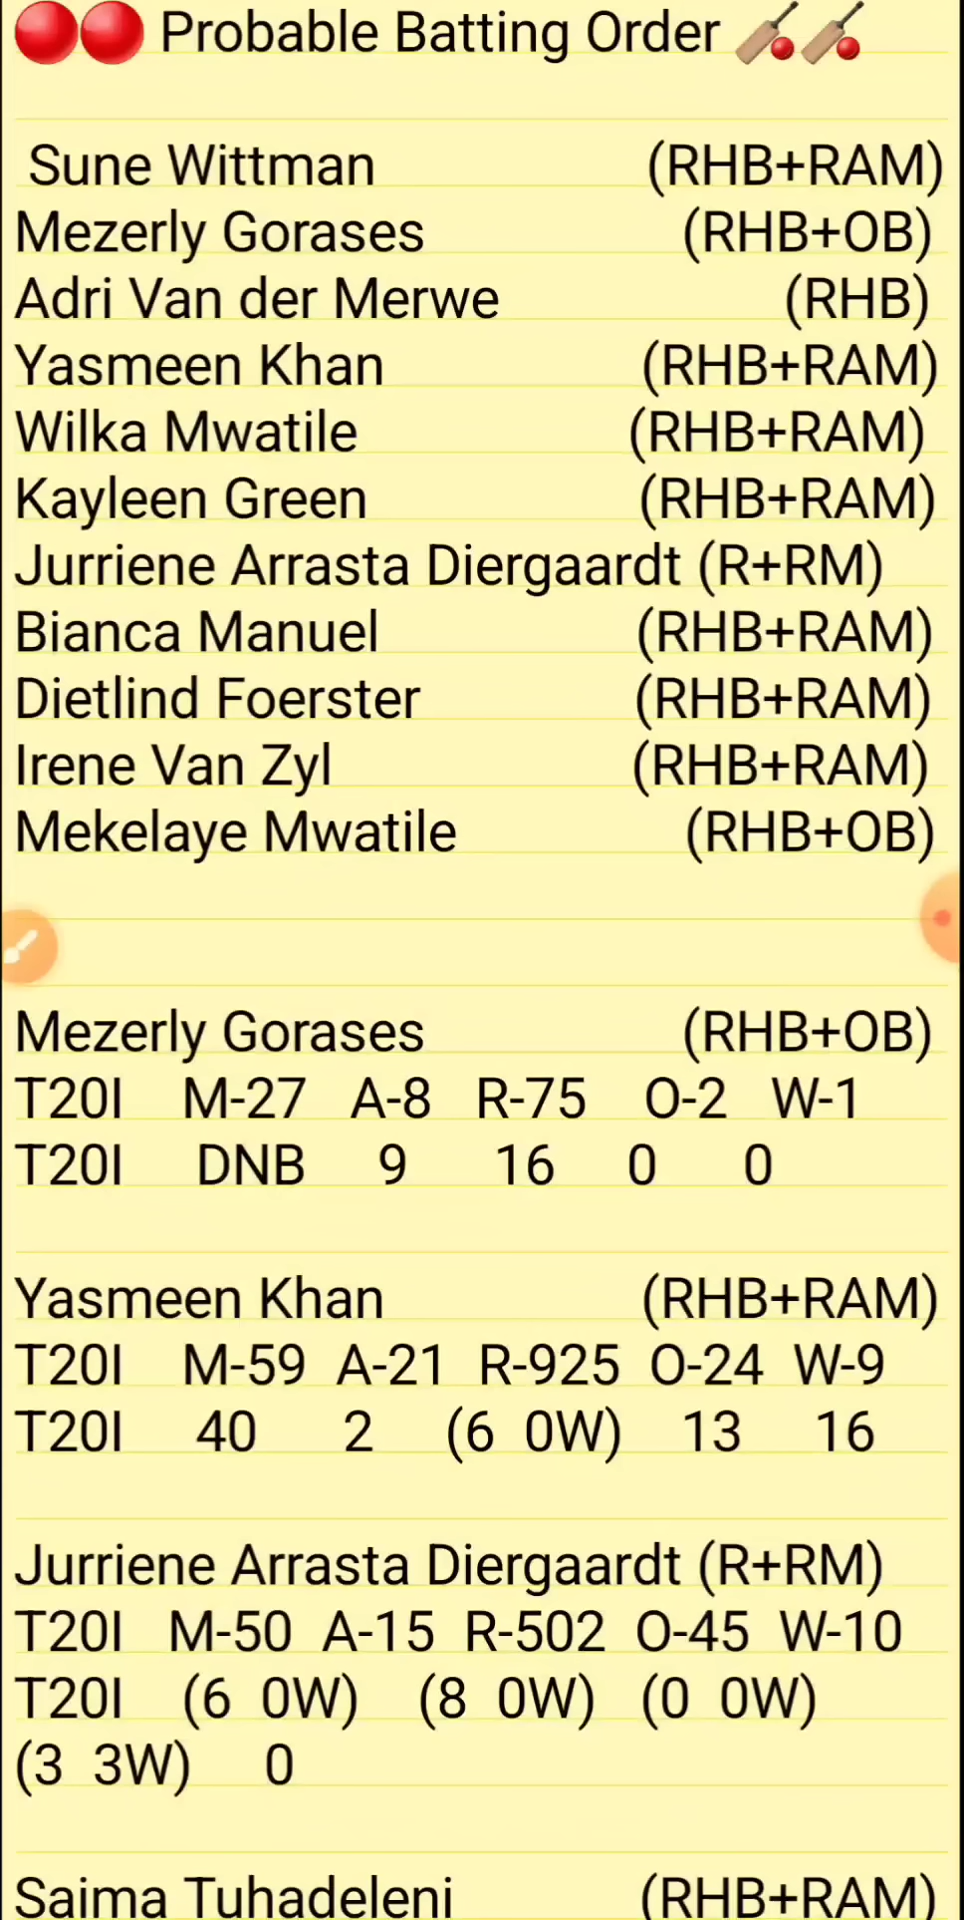 Probable Batting Order
Sune Wittman (RHB+RAM)
Mezerly Gorases (RHB+OB)
Adri Van der Merwe (RHB)
Yasmeen Khan (RHB+RAM)
Wilka Mwatile (RHB+RAM)
Kayleen Green (RHB+RAM)
Jurriene Arrasta Diergaardt (R+RM)
Bianca Manuel (RHB+RAM)
Dietlind Foerster (RHB+RAM)
Irene Van Zyl (RHB+RAM)
Mekelaye Mwatile (RHB+OB)
Mezerly Gorases (RHB+OB)
T20I M-27 A-8 R-75 O-2 W-1
T20I DNB 9 16 0 0
Yasmeen Khan (RHB+RAM)
T20I M-59 A-21 R-925 O-24 W-9
T20I 40 2 (6 0W) 13 16
Jurriene Arrasta Diergaardt (R+RM)
T20I M-50 A-15 R-502 O-45 W-10
T20I (6 0W) (8 0W) (0 0W)
(3 3W) 0
Saima Tuhadeleni (RHB+RAM)